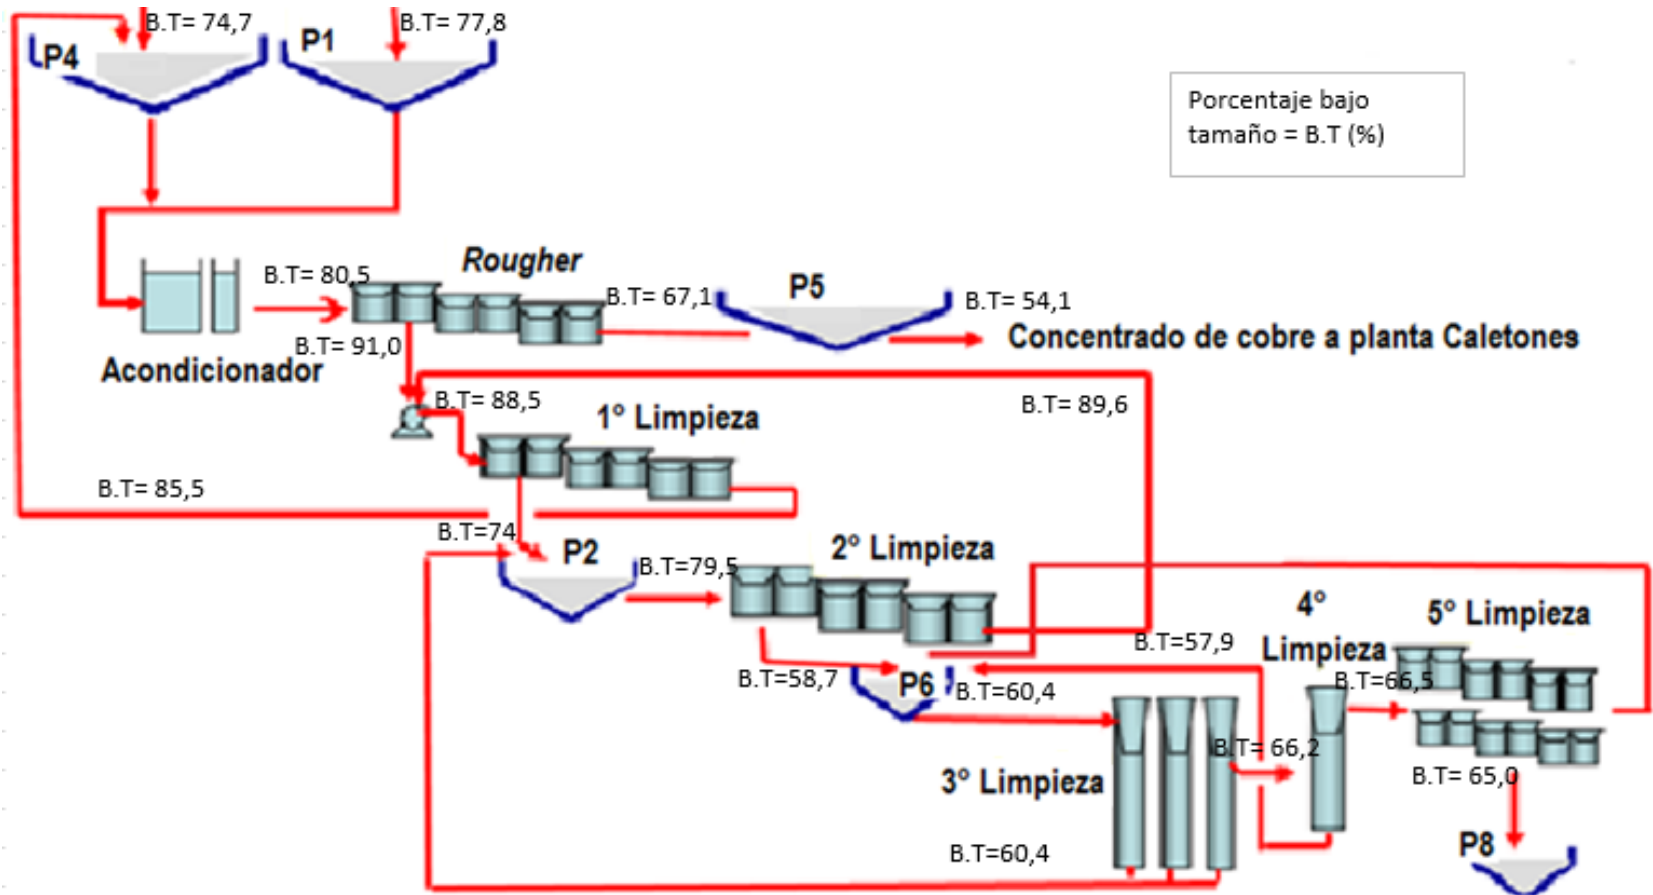 B.T= 74,7
B.T= 77,8
P4
P1
Porcentaje bajo
tamaño = B.T (%)
Rougher
B.T= 80,5
B.T= 67,1
P5
B.T= 54,1
Concentrado de cobre a planta Caletones
B.T= 91,0
Acondicionador
B.T= 88,5
B.T= 89,6
1° Limpieza
B.T= 85,5
B.T=74
P2
B.T=79,5
2° Limpieza
4°
Limpieza
5° Limpieza
B.T=57,9
B.T=58,7
P6
B.T=60,4
B.T=66,5
B.T= 66,2
3° Limpieza
B.T= 65,0
B.T=60,4
P8